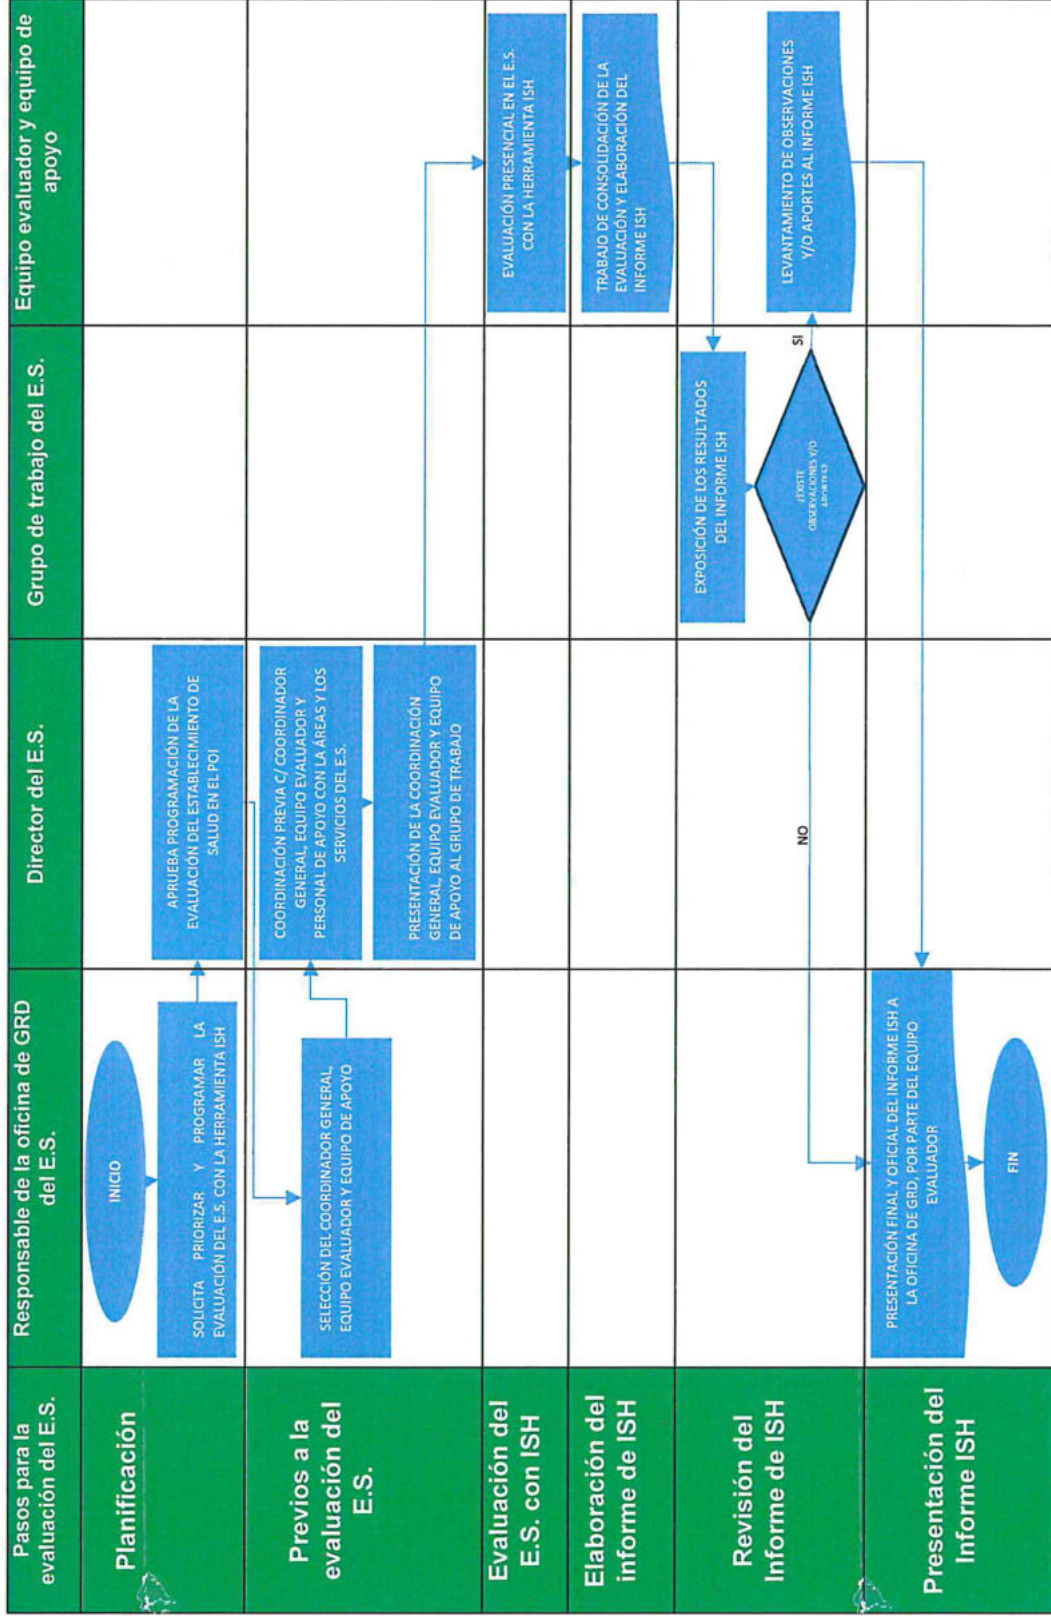 Pasos para la
evaluación del E.S.
Responsable de la oficina de GRD
del E.S.
Director del E.S.
Grupo de trabajo del E.S.
Equipo evaluador y equipo de
apoyo
Planificación
INICIO
SOLICITA PRIORIZAR Y PROGRAMAR LA
EVALUACIÓN DEL E.S. CON LA HERRAMIENTA ISH
APRUEBA PROGRAMACIÓN DE LA
EVALUACIÓN DEL ESTABLECIMIENTO DE
SALUD EN EL POI
Previos a la
evaluación del
E.S.
SELECCIÓN DEL COORDINADOR GENERAL,
EQUIPO EVALUADOR Y EQUIPO DE APOYO
COORDINACIÓN PREVIA C/ COORDINADOR
GENERAL, EQUIPO EVALUADOR Y
PERSONAL DE APOYO CON LA ÁREAS Y LOS
SERVICIOS DEL E.S.
PRESENTACIÓN DE LA COORDINACIÓN
GENERAL, EQUIPO EVALUADOR Y EQUIPO
DE APOYO AL GRUPO DE TRABAJO
Evaluación del
E.S. con ISH
EVALUACIÓN PRESENCIAL EN EL E.S.
CON LA HERRAMIENTA ISH
Elaboración del
informe de ISH
TRABAJO DE CONSOLIDACIÓN DE LA
EVALUACIÓN Y ELABORACIÓN DEL
INFORME ISH
Revisión del
Informe de ISH
EXPOSICIÓN DE LOS RESULTADOS
DEL INFORME ISH
¿EXISTE
OBSERVACIONES Y/O
NO
SI
LEVANTAMIENTO DE OBSERVACIONES
Y/O APORTES AL INFORME ISH
Presentación del
Informe ISH
PRESENTACIÓN FINAL Y OFICIAL DEL INFORME ISH A
LA OFICINA DE GRD, POR PARTE DEL EQUIPO
EVALUADOR
FIN